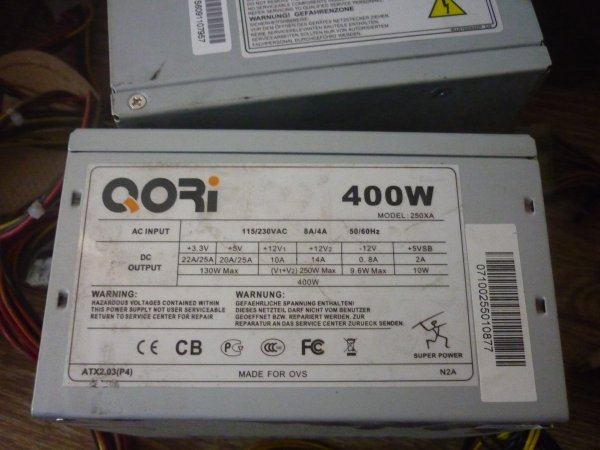 S609107967
GEFAHRENZONE
QORi
400W
MODEL: 250XA
AC INPUT 115/230VAC 8A/4A 50/60Hz
DC OUTPUT
+3.3V +5V +12V1 +12V2 -12V +5VSB
22A/25A 20A/25A 10A 14A 0.8A 2A
130W Max (V1+V2) 250W Max 9.6W Max 10W
400W
WARNING:
HAZARDOUS VOLTAGES CONTAINED WITHIN
THIS POWER SUPPLY NOT USER SERVICEABLE
RETURN TO SERVICE CENTER FOR REPAIR
WARNUNG:
GEFAEHRLICHE SPANNUNG ENTHALTEN!
DIESES NETZTEIL DARF NICHT VOM BENUTZER
GEOEFFNET BZW. REPARIERT WERDEN. ZUR
REPARATUR AN DAS SERVICE CENTER ZURUECK SENDEN.
CE CB FC
SUPER POWER
ATX2.03(P4) MADE FOR OVS N2A
07100255010877